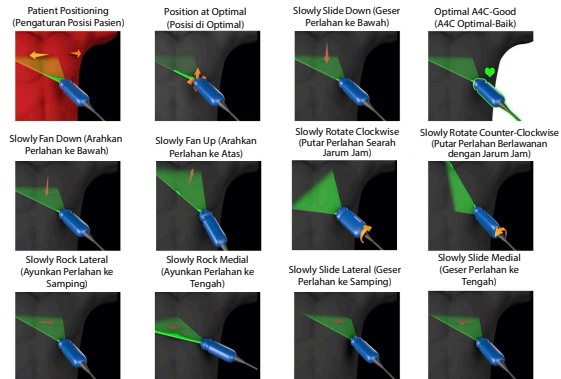 Patient Positioning
(Pengaturan Posisi Pasien)
Position at Optimal
(Posisi di Optimal)
Slowly Slide Down (Geser
Perlahan ke Bawah)
Optimal A4C-Good
(A4C Optimal-Baik)
Slowly Fan Down (Arahkan
Perlahan ke Bawah)
Slowly Fan Up (Arahkan
Perlahan ke Atas)
Slowly Rotate Clockwise
(Putar Perlahan Searah
Jarum Jam)
Slowly Rotate Counter-Clockwise
(Putar Perlahan Berlawanan
dengan Jarum Jam)
Slowly Rock Lateral
(Ayunkan Perlahan ke
Samping)
Slowly Rock Medial
(Ayunkan Perlahan ke
Tengah)
Slowly Slide Lateral (Geser
Perlahan ke Samping)
Slowly Slide Medial
(Geser Perlahan ke
Tengah)